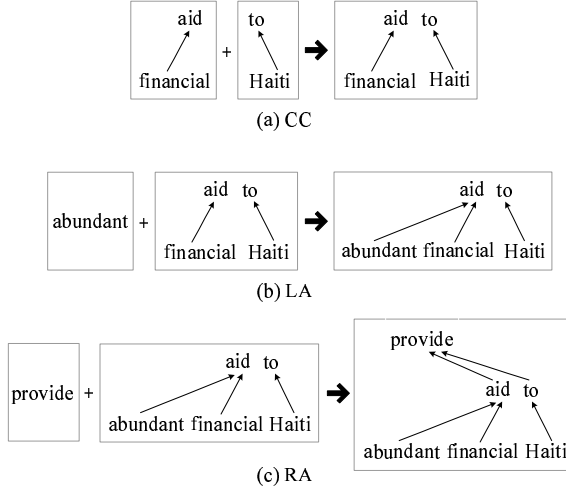 aid to aid to
+
financial Haiti financial Haiti
(a) CC
aid to aid to
abundant +
financial Haiti abundant financial Haiti
(b) LA
provide
aid to
provide + aid to
abundant financial Haiti abundant financial Haiti
(c) RA